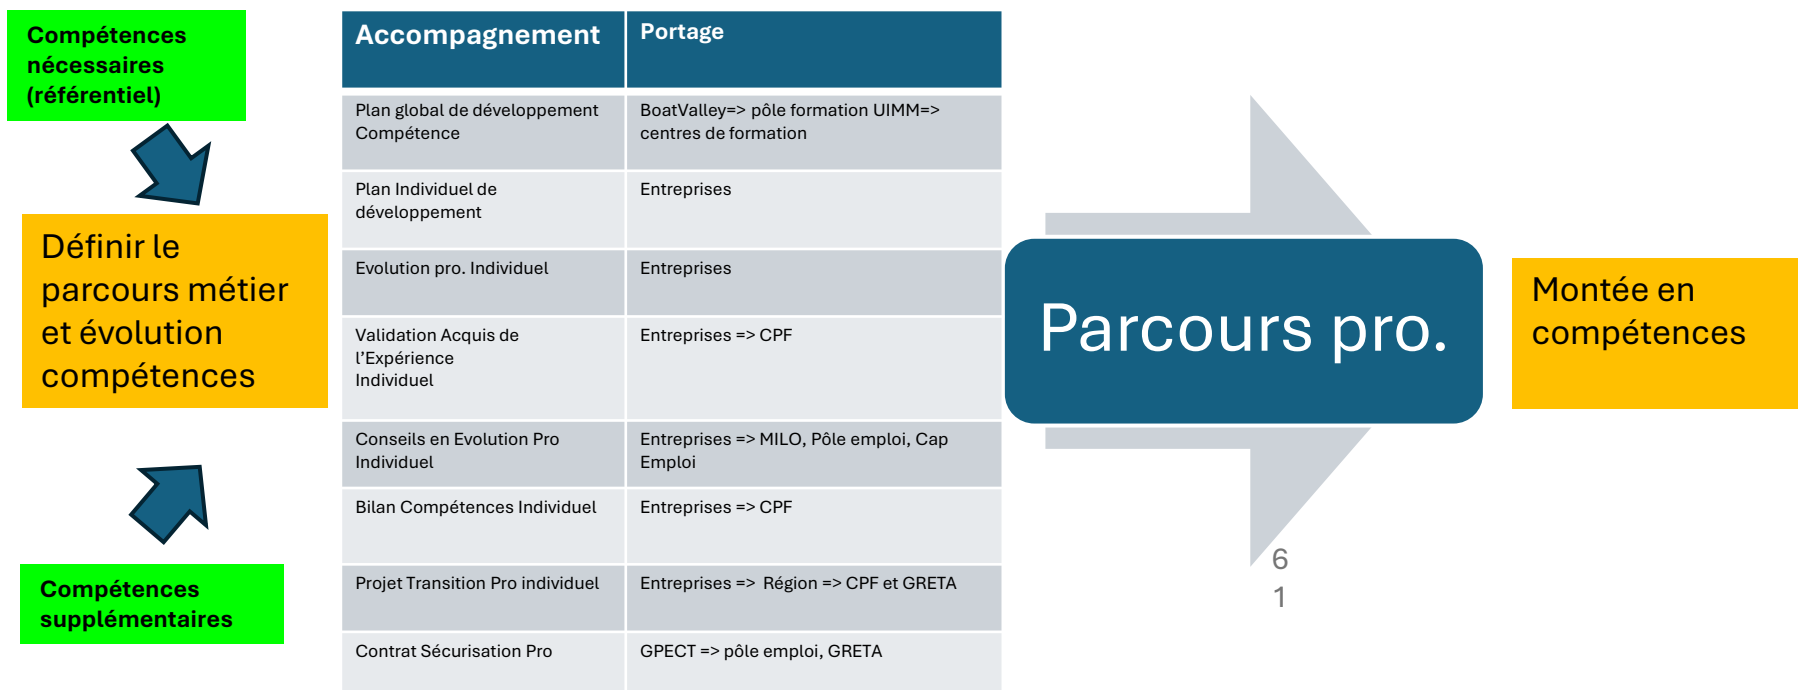 Compétences
nécessaires
(référentiel)
Définir le
parcours métier
et évolution
compétences
Compétences
supplémentaires
Accompagnement
Portage
Plan global de développement
Compétence
BoatValley=> pôle formation UIMM=>
centres de formation
Plan Individuel de
développement
Entreprises
Evolution pro. Individuel
Entreprises
Validation Acquis de
l’Expérience
Individuel
Entreprises => CPF
Conseils en Evolution Pro
Individuel
Entreprises => MILO, Pôle emploi, Cap
Emploi
Bilan Compétences Individuel
Entreprises => CPF
Projet Transition Pro individuel
Entreprises => Région => CPF et GRETA
Contrat Sécurisation Pro
GPECT => pôle emploi, GRETA
Parcours pro.
6
1
Montée en
compétences